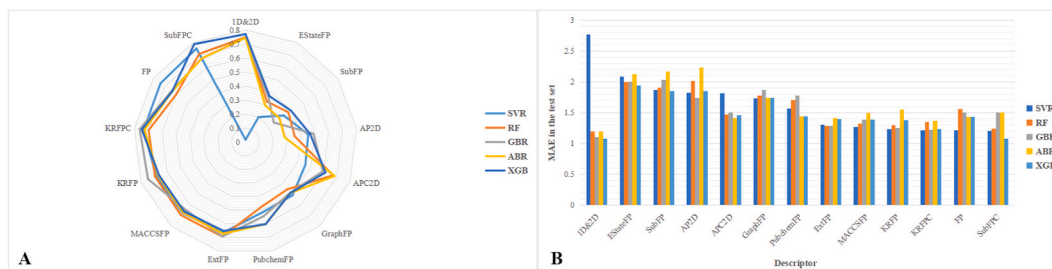 1D&2D
0.8
0.7
0.6
0.5
0.4
0.3
0.2
0.1
0
EStateFP
SubFP
AP2D
APC2D
GraphFP
PubchemFP
ExtFP
MACCSFP
KRFP
KRFPC
FP
SubFPC
SVR
RF
GBR
ABR
XGB
A
MAE in the test set
3
2.5
2
1.5
1
0.5
0
1D&2D
EStateFP
SubFP
AP2D
APC2D
GraphFP
PubchemFP
ExtFP
MACCSFP
KRFP
KRFPC
FP
SubFPC
Descriptor
SVR
RF
GBR
ABR
XGB
B